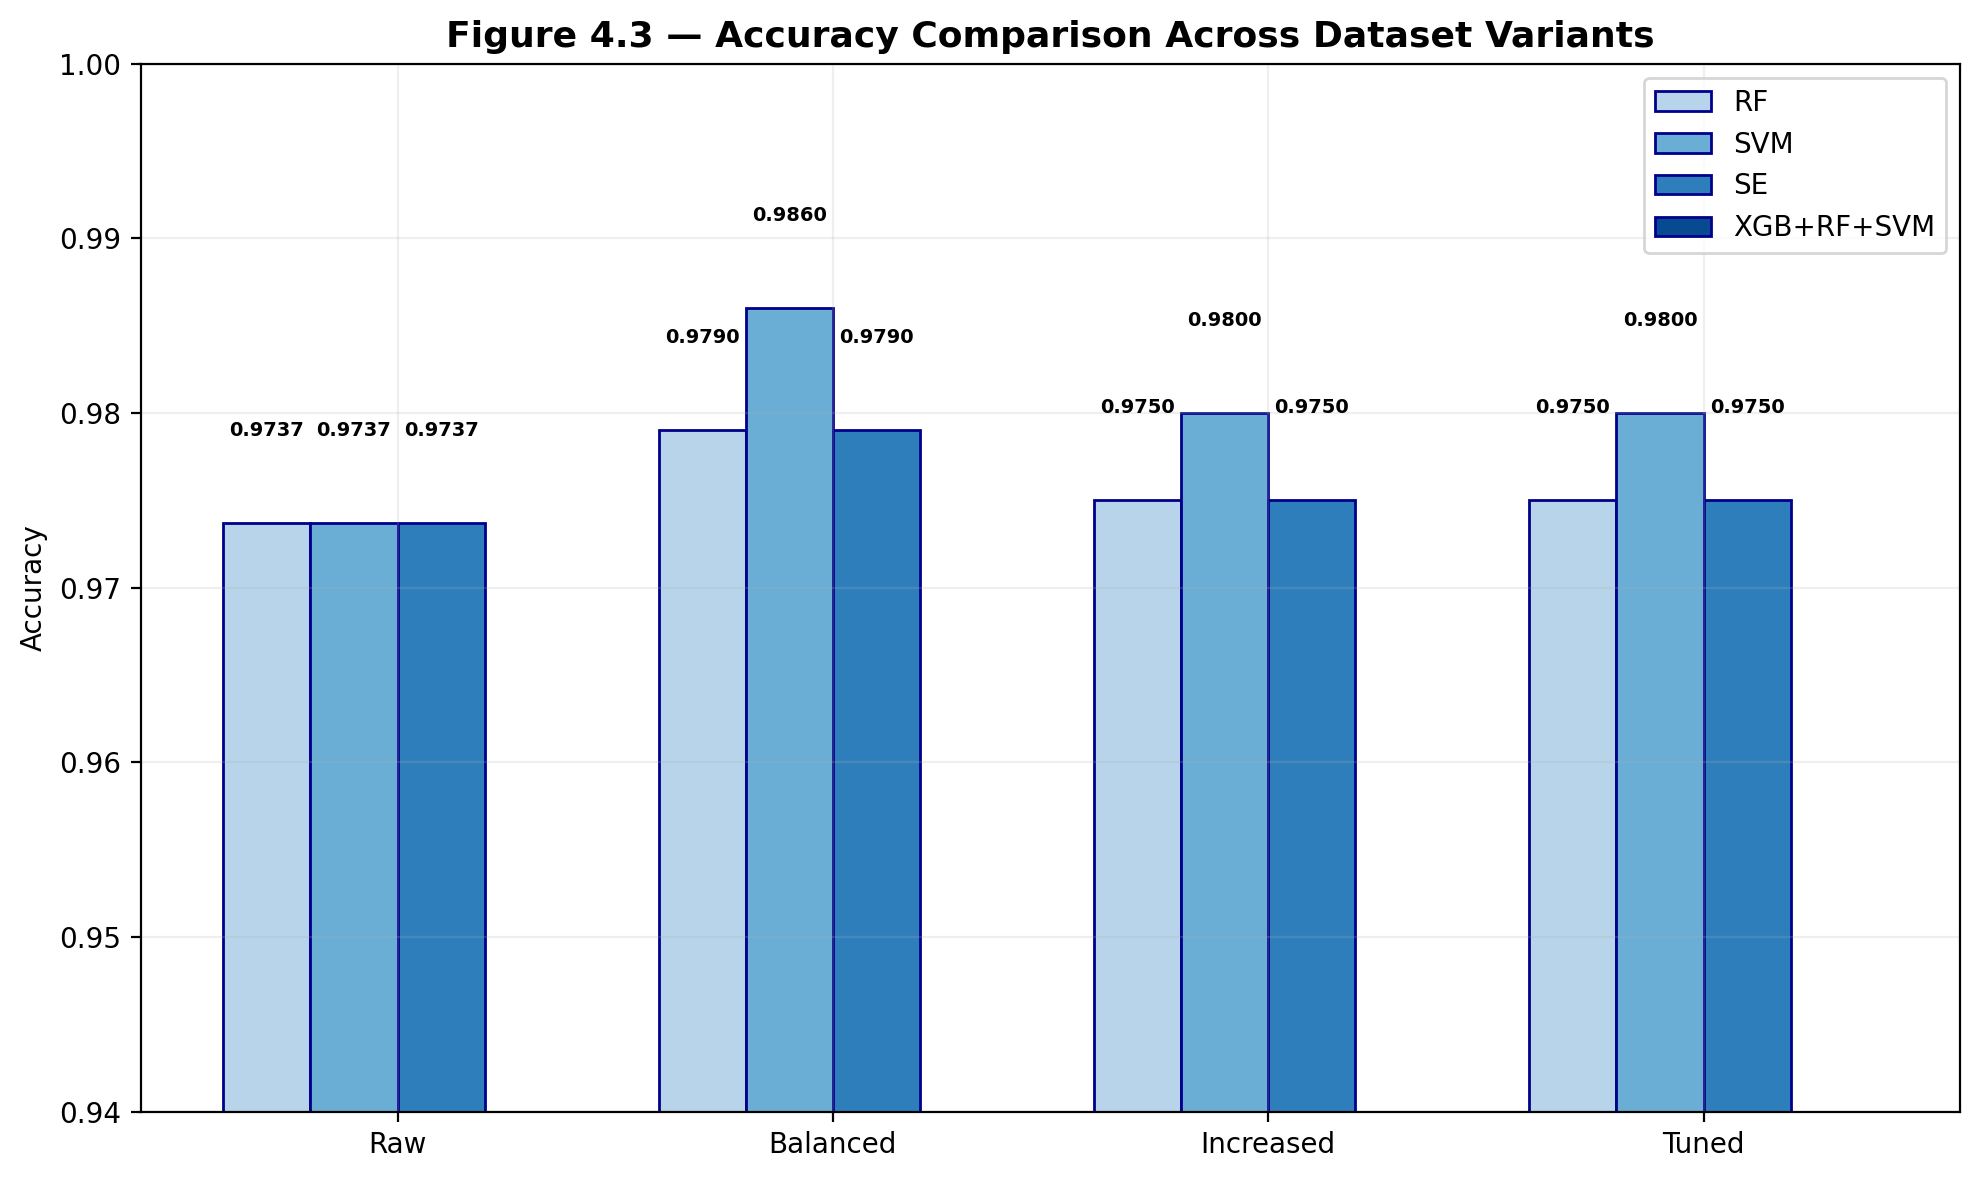 Figure 4.3 — Accuracy Comparison Across Dataset Variants
1.00
0.99
0.98
0.97
0.96
0.95
0.94
Accuracy
RF
SVM
SE
XGB+RF+SVM
0.9737 0.9737 0.9737
0.9790 0.9860 0.9790
0.9750 0.9800 0.9750
0.9750 0.9800 0.9750
Raw Balanced Increased Tuned